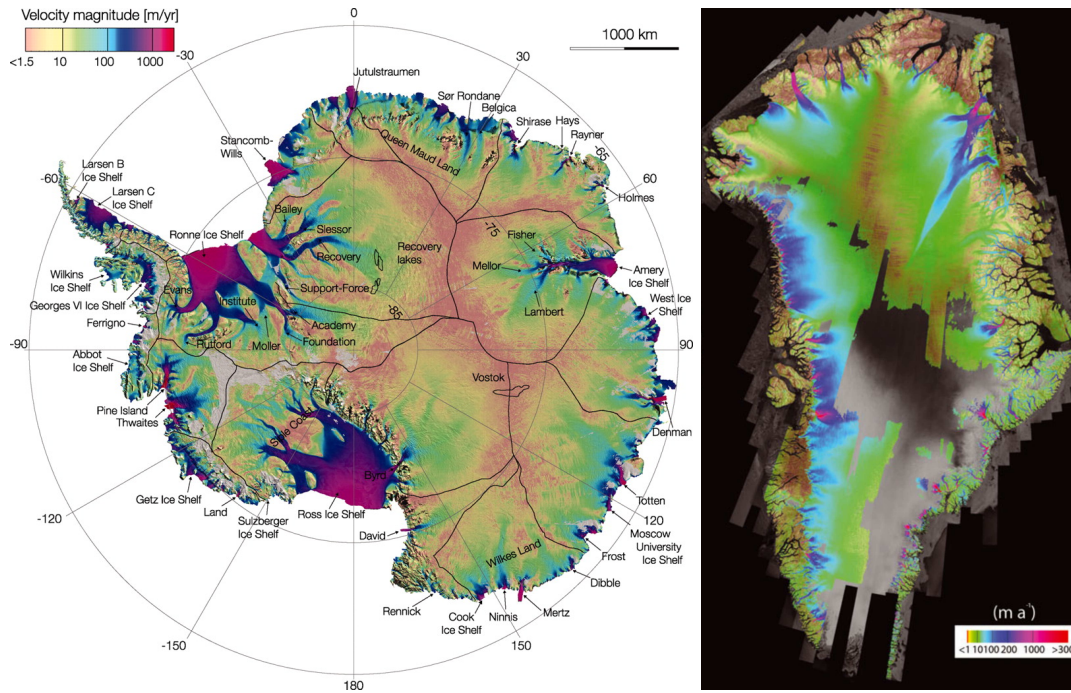 Velocity magnitude [m/yr]
<1.5 10 100 1000
0
1000 km
-30
30
Jutulstraumen
Sør Rondane
Belgica
Shirase
Hays
Rayner
-65
Queen Maud Land
Stancomb-
Wills
Larsen B
Ice Shelf
-60
Larsen C
Ice Shelf
60
Holmes
Bailey
-75
Ronne Ice Shelf
Slessor
Recovery
Recovery
lakes
Fisher
Mellor
Amery
Ice Shelf
Wilkins
Ice Shelf
Evans
Support-Force
Georges VI Ice Shelf
Institute
-85
Lambert
West Ice
Shelf
Ferrigno
Academy
Rutford
Moller
Foundation
-90
90
Abbot
Ice Shelf
Vostok
Pine Island
Thwaites
Siple Coast
Denman
Byrd
Getz Ice Shelf
Land
Sulzberger
Ice Shelf
Ross Ice Shelf
Totten
-120
120
Moscow
University
Ice Shelf
David
Wilkes Land
Frost
Dibble
Rennick
Cook
Ice Shelf
Ninnis
Mertz
-150
150
180
(m a⁻¹)
<1 10 100 200 1000 >300